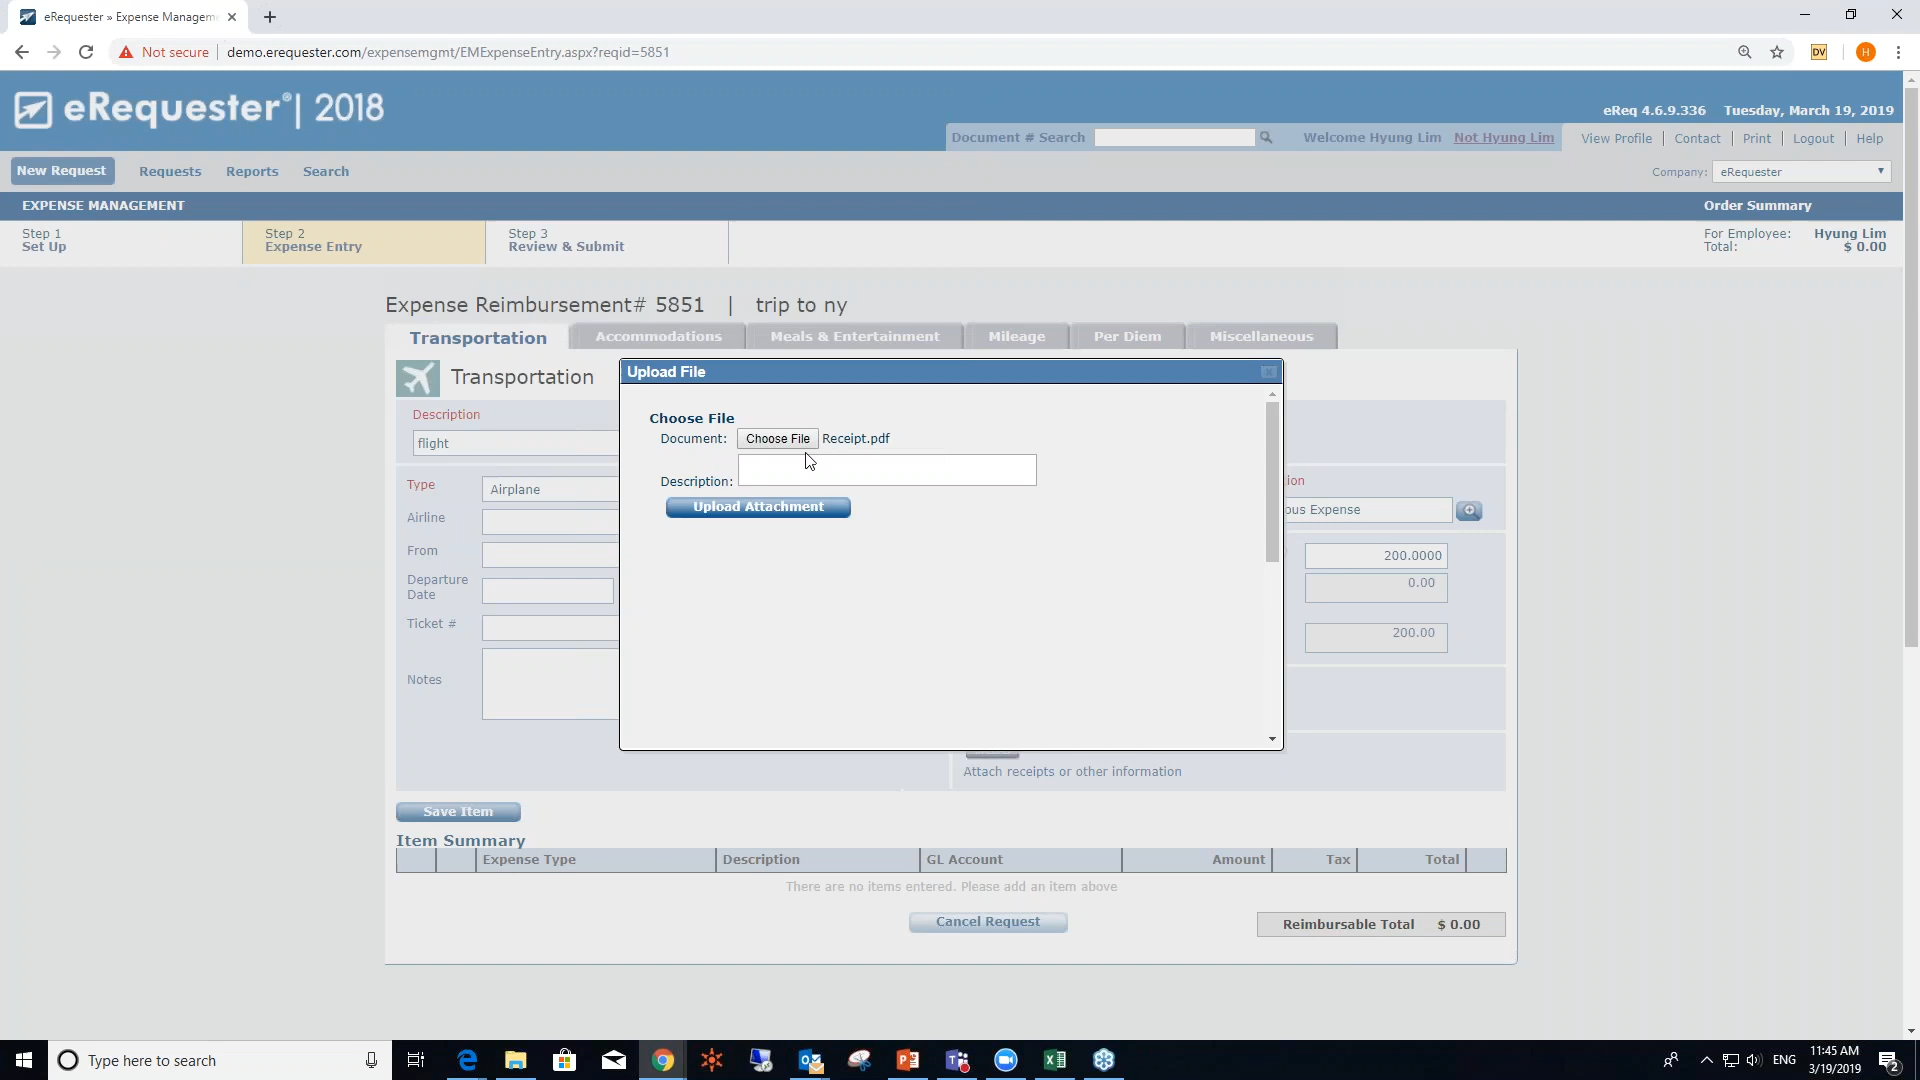 eRequester » Expense Managem
Not secure | demo.erequester.com/expensemgmt/EMExpenseEntry.aspx?reqid=5851
DV
H
eRequester® | 2018
eReq 4.6.9.336 Tuesday, March 19, 2019
Document # Search Welcome Hyung Lim Not Hyung Lim View Profile | Contact | Print | Logout | Help
New Request Requests Reports Search
Company: eRequester
EXPENSE MANAGEMENT
Order Summary
Step 1
Set Up
Step 2
Expense Entry
Step 3
Review & Submit
For Employee: Hyung Lim
Total: $ 0.00
Expense Reimbursement# 5851 | trip to ny
Transportation Accommodations Meals & Entertainment Mileage Per Diem Miscellaneous
Transportation
Upload File
Choose File
Document: Choose File Receipt.pdf
Description:
Upload Attachment
Description
flight
Type Airplane
Airline
From
Departure
Date
Ticket #
Notes
ion
ous Expense
200.0000
0.00
200.00
Attach receipts or other information
Save Item
Item Summary
Expense Type Description GL Account Amount Tax Total
There are no items entered. Please add an item above
Cancel Request
Reimbursable Total $ 0.00
Type here to search
ENG
11:45 AM
3/19/2019
2